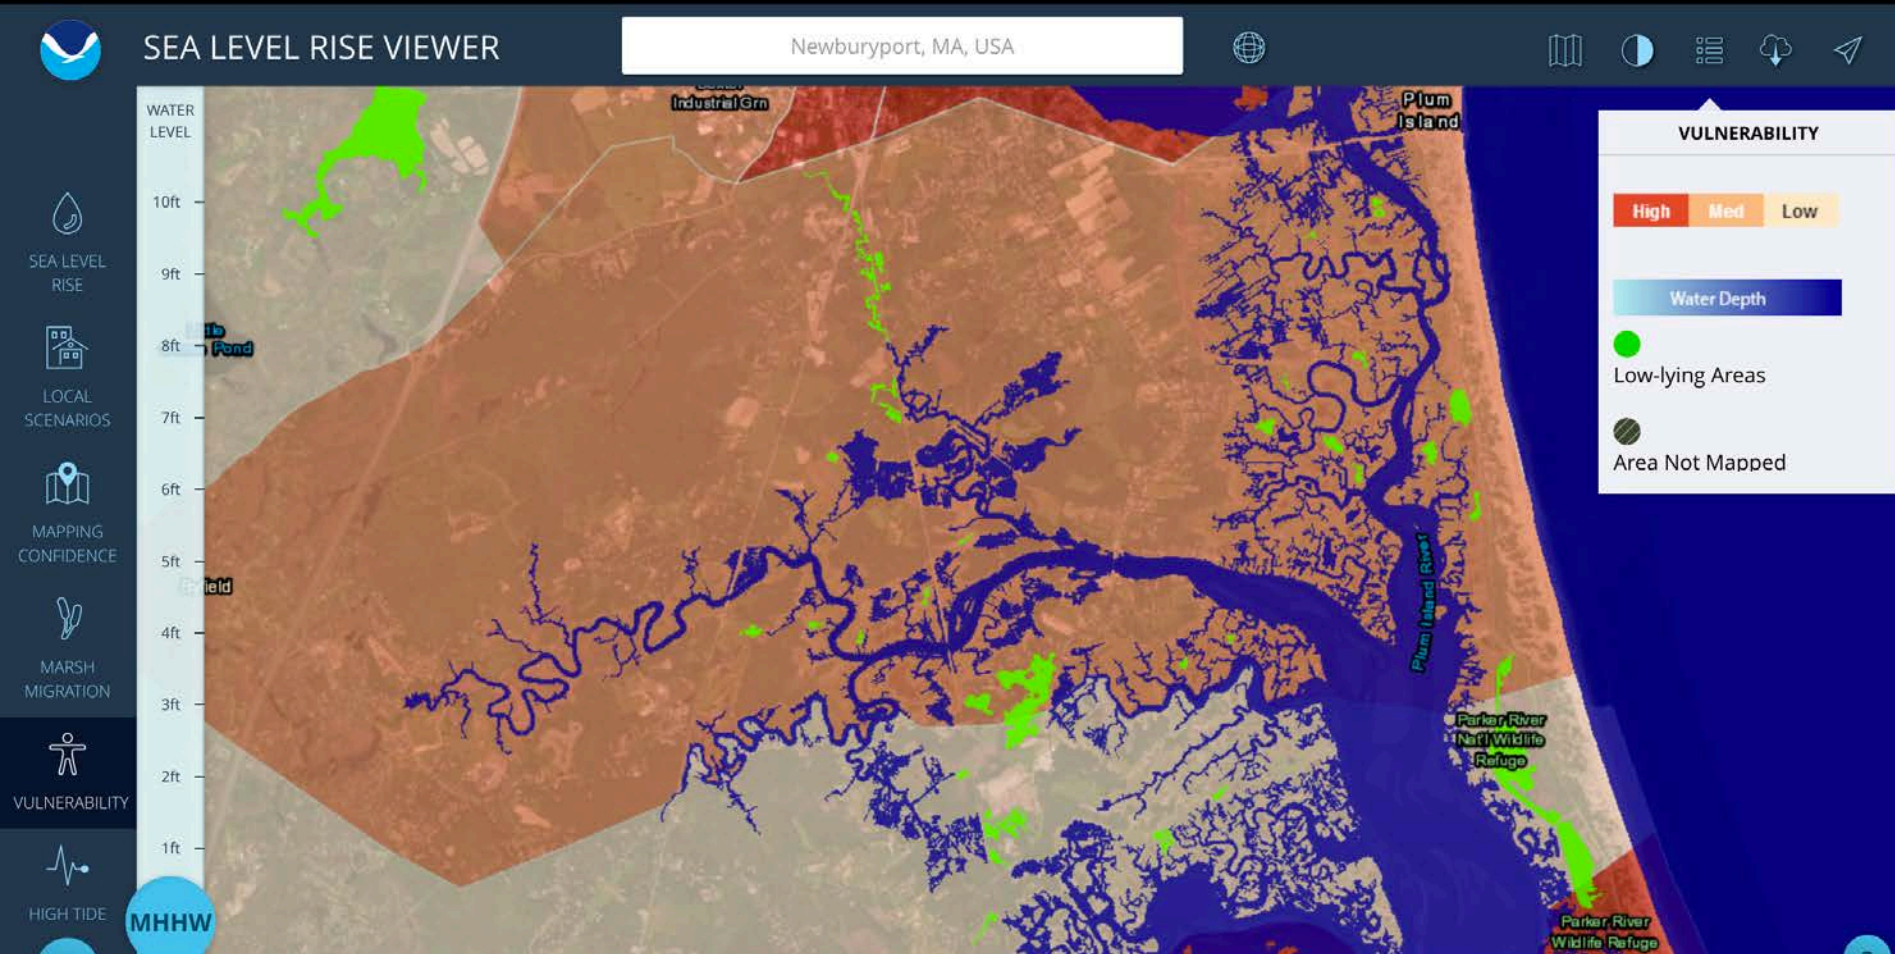 SEA LEVEL RISE VIEWER
Newburyport, MA, USA
WATER
LEVEL
10ft
9ft
8ft
7ft
6ft
5ft
4ft
3ft
2ft
1ft
MHHW
SEA LEVEL
RISE
LOCAL
SCENARIOS
MAPPING
CONFIDENCE
MARSH
MIGRATION
VULNERABILITY
HIGH TIDE
Industrial Grn
Plum
Island
Pond
Plum Island River
Parker River
Nat'l Wildlife
Refuge
Parker River
Wildlife Refuge
VULNERABILITY
High Med Low
Water Depth
Low-lying Areas
Area Not Mapped